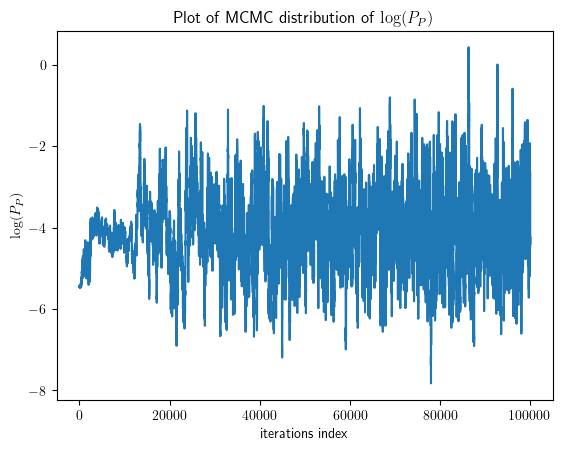 Plot of MCMC distribution of log(P_P)
log(P_P)
0
−2
−4
−6
−8
0 20000 40000 60000 80000 100000
iterations index